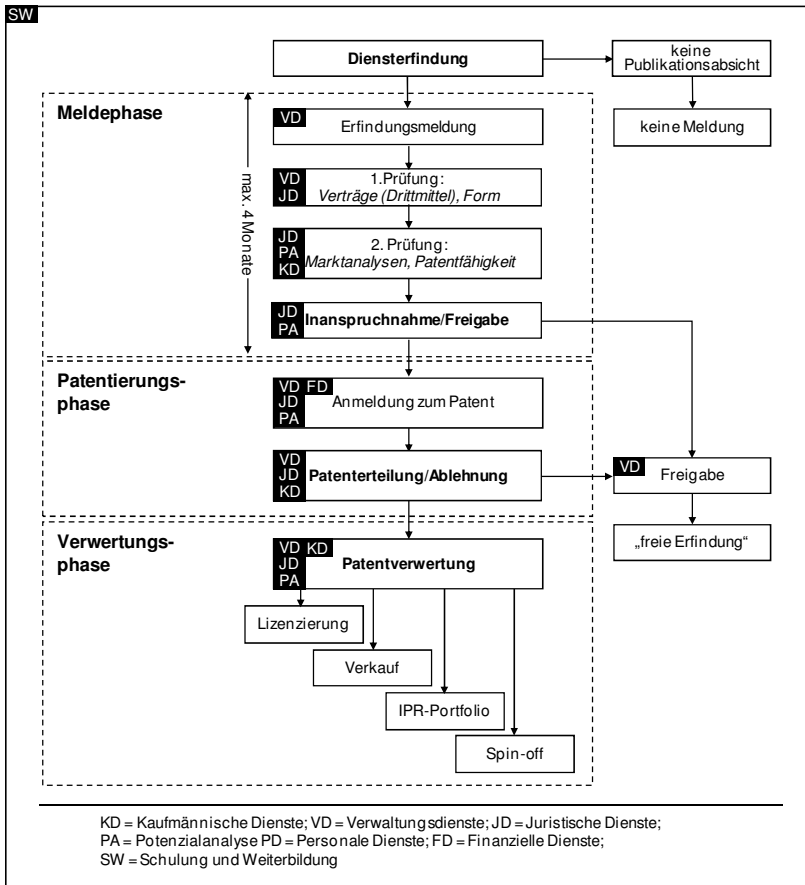 SW
Diensterfindung
keine
Publikationsabsicht
keine Meldung
Meldephase
max. 4 Monate
VD
Erfindungsmeldung
VD
JD
1.Prüfung:
Verträge (Drittmittel), Form
JD
PA
KD
2. Prüfung:
Marktanalysen, Patentfähigkeit
JD
PA
Inanspruchnahme/Freigabe
Patentierungs-
phase
VD FD
JD
PA
Anmeldung zum Patent
VD
JD
KD
Patenterteilung/Ablehnung
VD
Freigabe
„freie Erfindung“
Verwertungs-
phase
VD KD
JD
PA
Patentverwertung
Lizenzierung
Verkauf
IPR-Portfolio
Spin-off
KD = Kaufmännische Dienste; VD = Verwaltungsdienste; JD = Juristische Dienste;
PA = Potenzialanalyse PD = Personale Dienste; FD = Finanzielle Dienste;
SW = Schulung und Weiterbildung